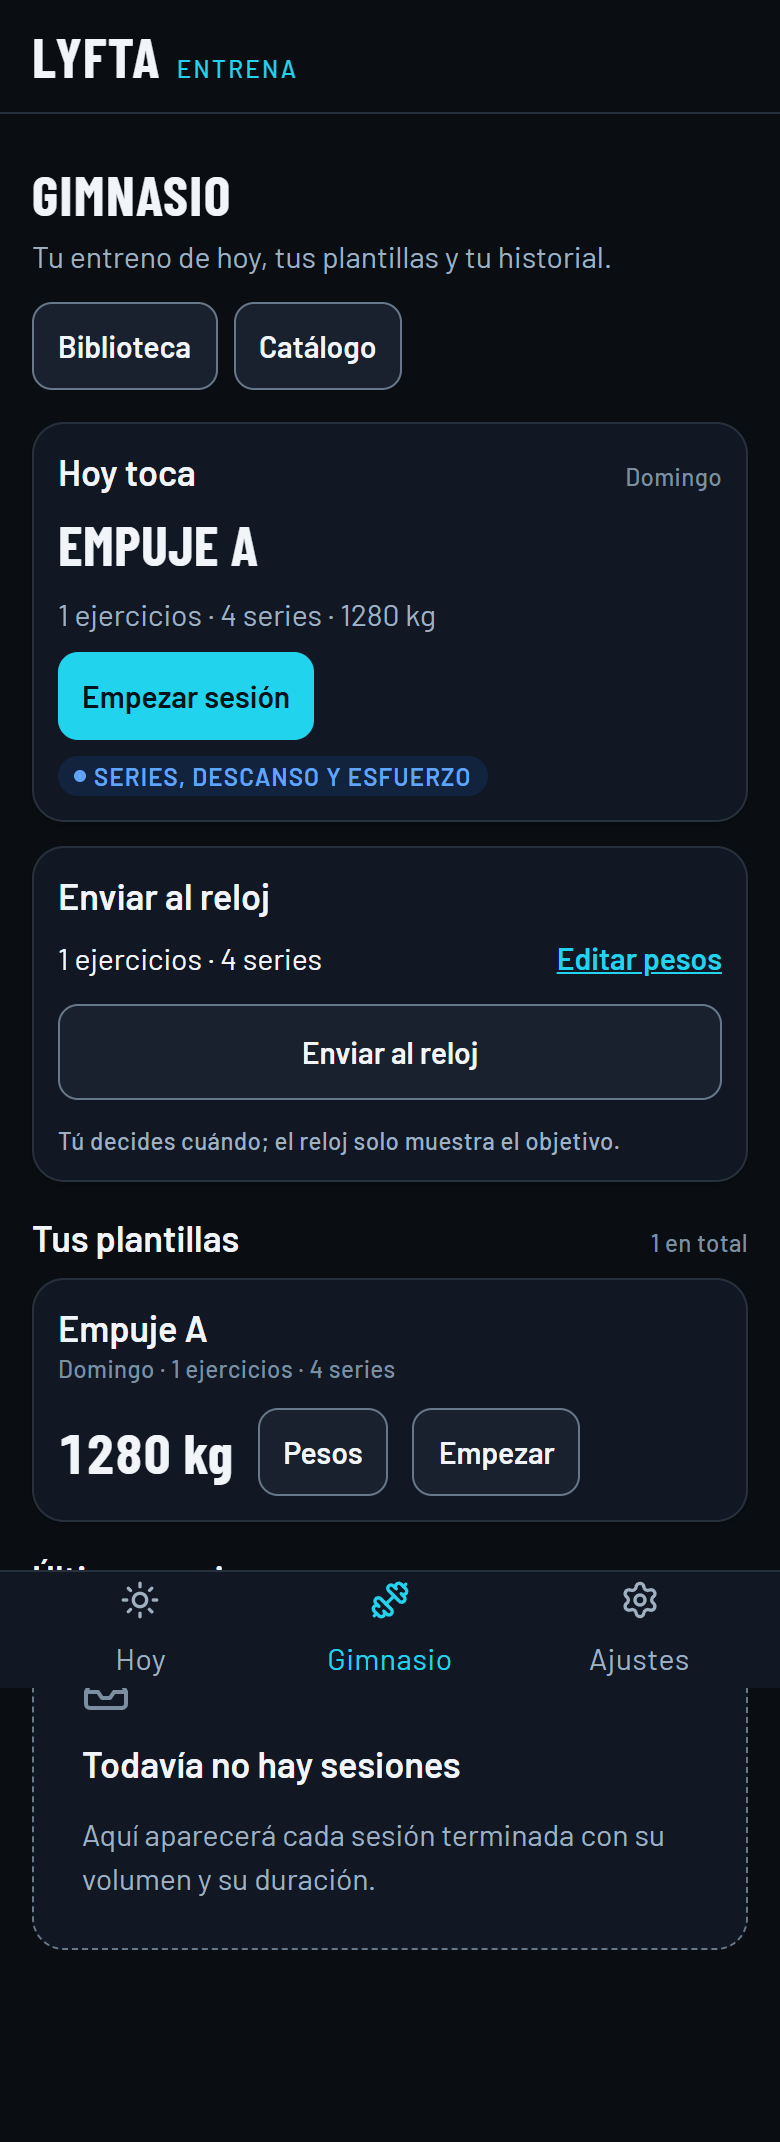 LYFTA ENTRENA
GIMNASIO
Tu entreno de hoy, tus plantillas y tu historial.
Biblioteca
Catálogo
Hoy toca
Domingo
EMPUJE A
1 ejercicios · 4 series · 1280 kg
Empezar sesión
SERIES, DESCANSO Y ESFUERZO
Enviar al reloj
1 ejercicios · 4 series
Editar pesos
Enviar al reloj
Tú decides cuándo; el reloj solo muestra el objetivo.
Tus plantillas
1 en total
Empuje A
Domingo · 1 ejercicios · 4 series
1280 kg
Pesos
Empezar
Hoy
Gimnasio
Ajustes
Todavía no hay sesiones
Aquí aparecerá cada sesión terminada con su
volumen y su duración.